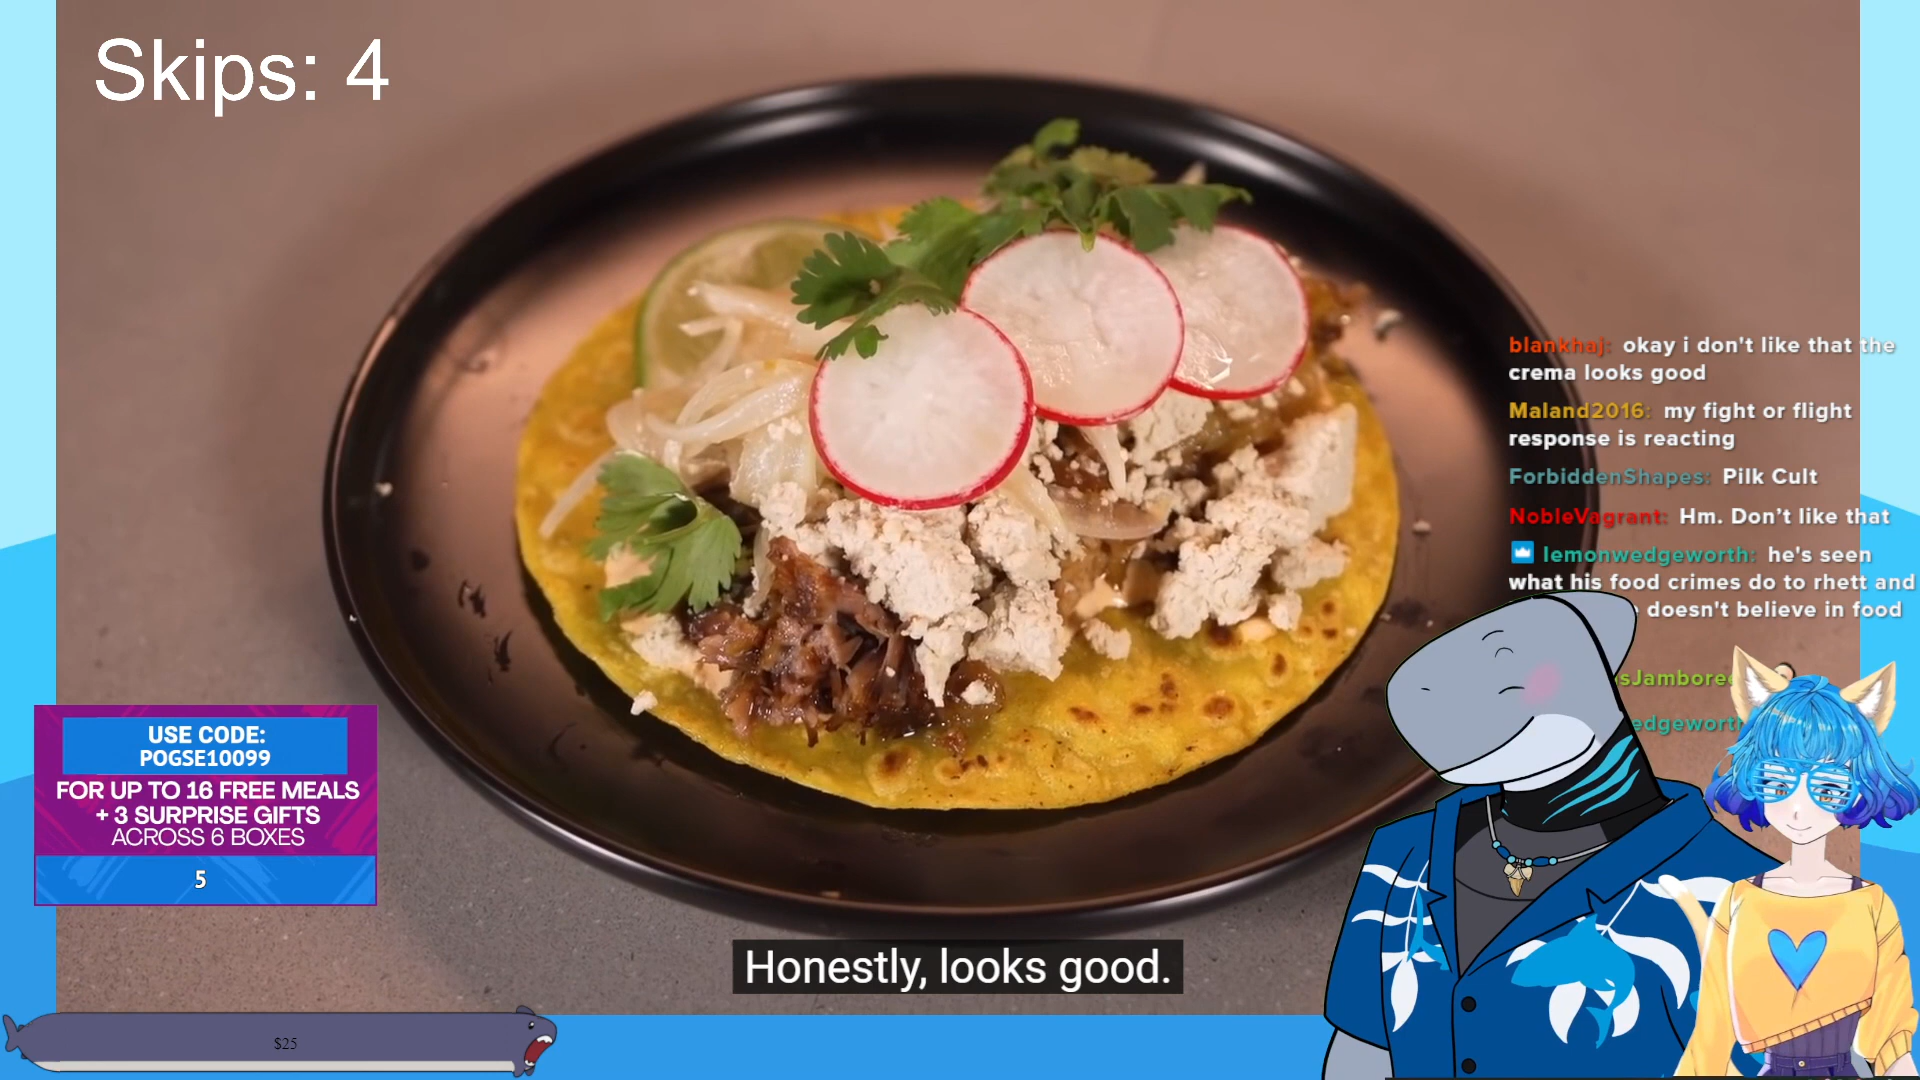 Skips: 4
blankhaj: okay i don't like that the
crema looks good
Maland2016: my fight or flight
response is reacting
ForbiddenShapes: Pilk Cult
NobleVagrant: Hm. Don't like that
lemonwedgeworth: he's seen
what his food crimes do to rhett and
doesn't believe in food
sJambore
edgeworth
USE CODE:
POGSE10099
FOR UP TO 16 FREE MEALS
+ 3 SURPRISE GIFTS
ACROSS 6 BOXES
5
Honestly, looks good.
$25